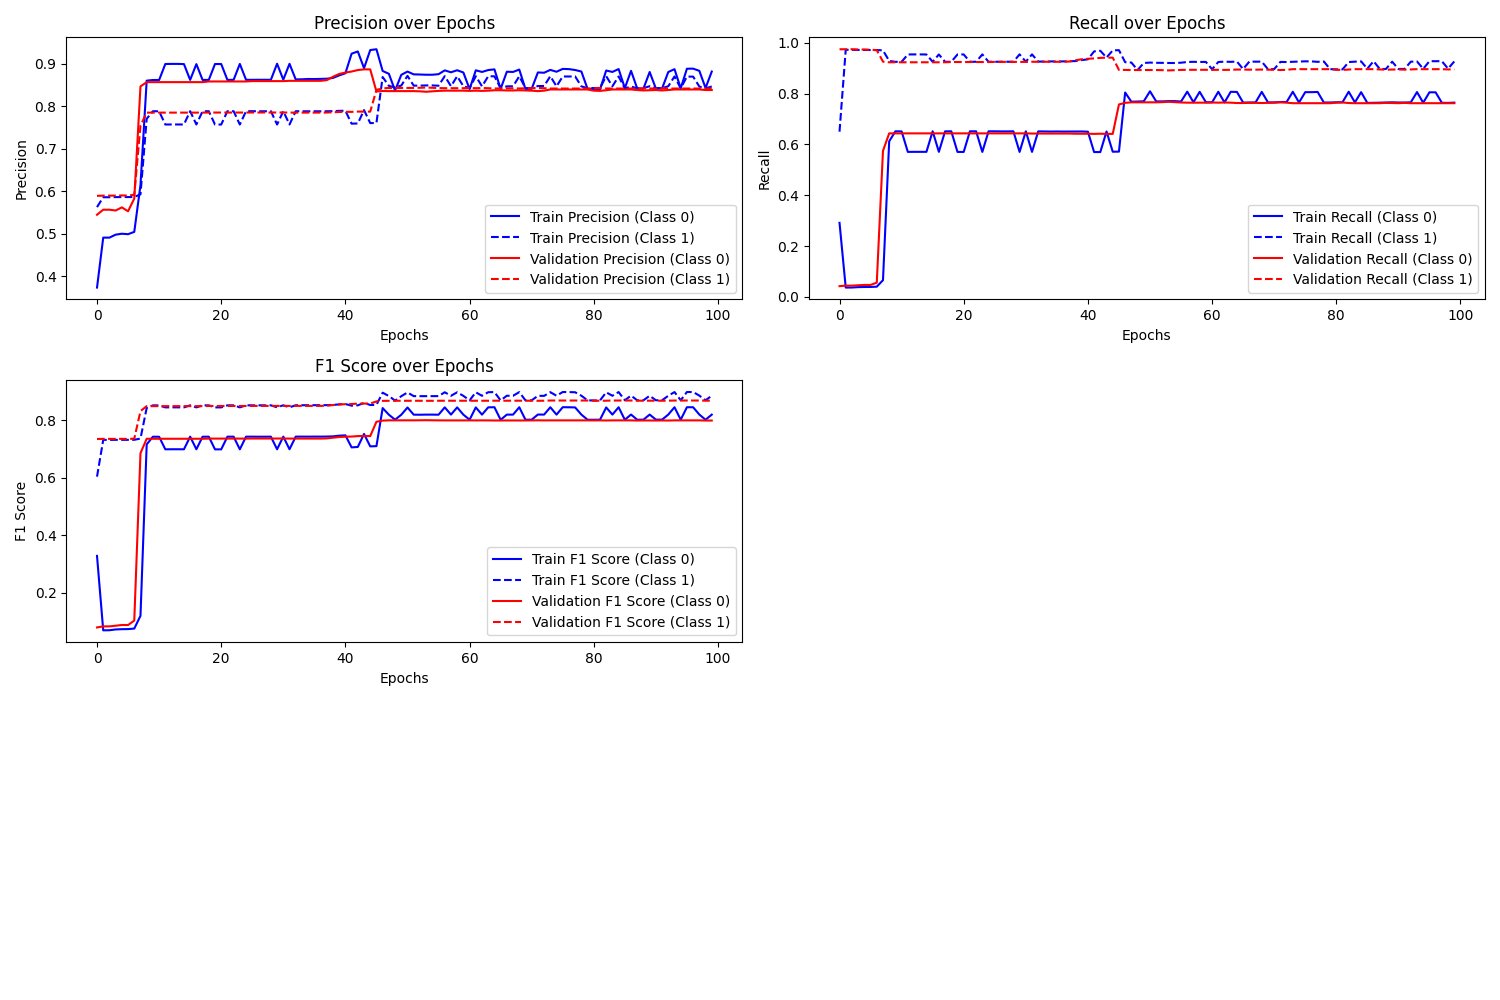 Precision over Epochs
Precision
0.9
0.8
0.7
0.6
0.5
0.4
Train Precision (Class 0)
Train Precision (Class 1)
Validation Precision (Class 0)
Validation Precision (Class 1)
0 20 40 60 80 100
Epochs
Recall over Epochs
Recall
1.0
0.8
0.6
0.4
0.2
0.0
Train Recall (Class 0)
Train Recall (Class 1)
Validation Recall (Class 0)
Validation Recall (Class 1)
0 20 40 60 80 100
Epochs
F1 Score over Epochs
F1 Score
0.8
0.6
0.4
0.2
Train F1 Score (Class 0)
Train F1 Score (Class 1)
Validation F1 Score (Class 0)
Validation F1 Score (Class 1)
0 20 40 60 80 100
Epochs